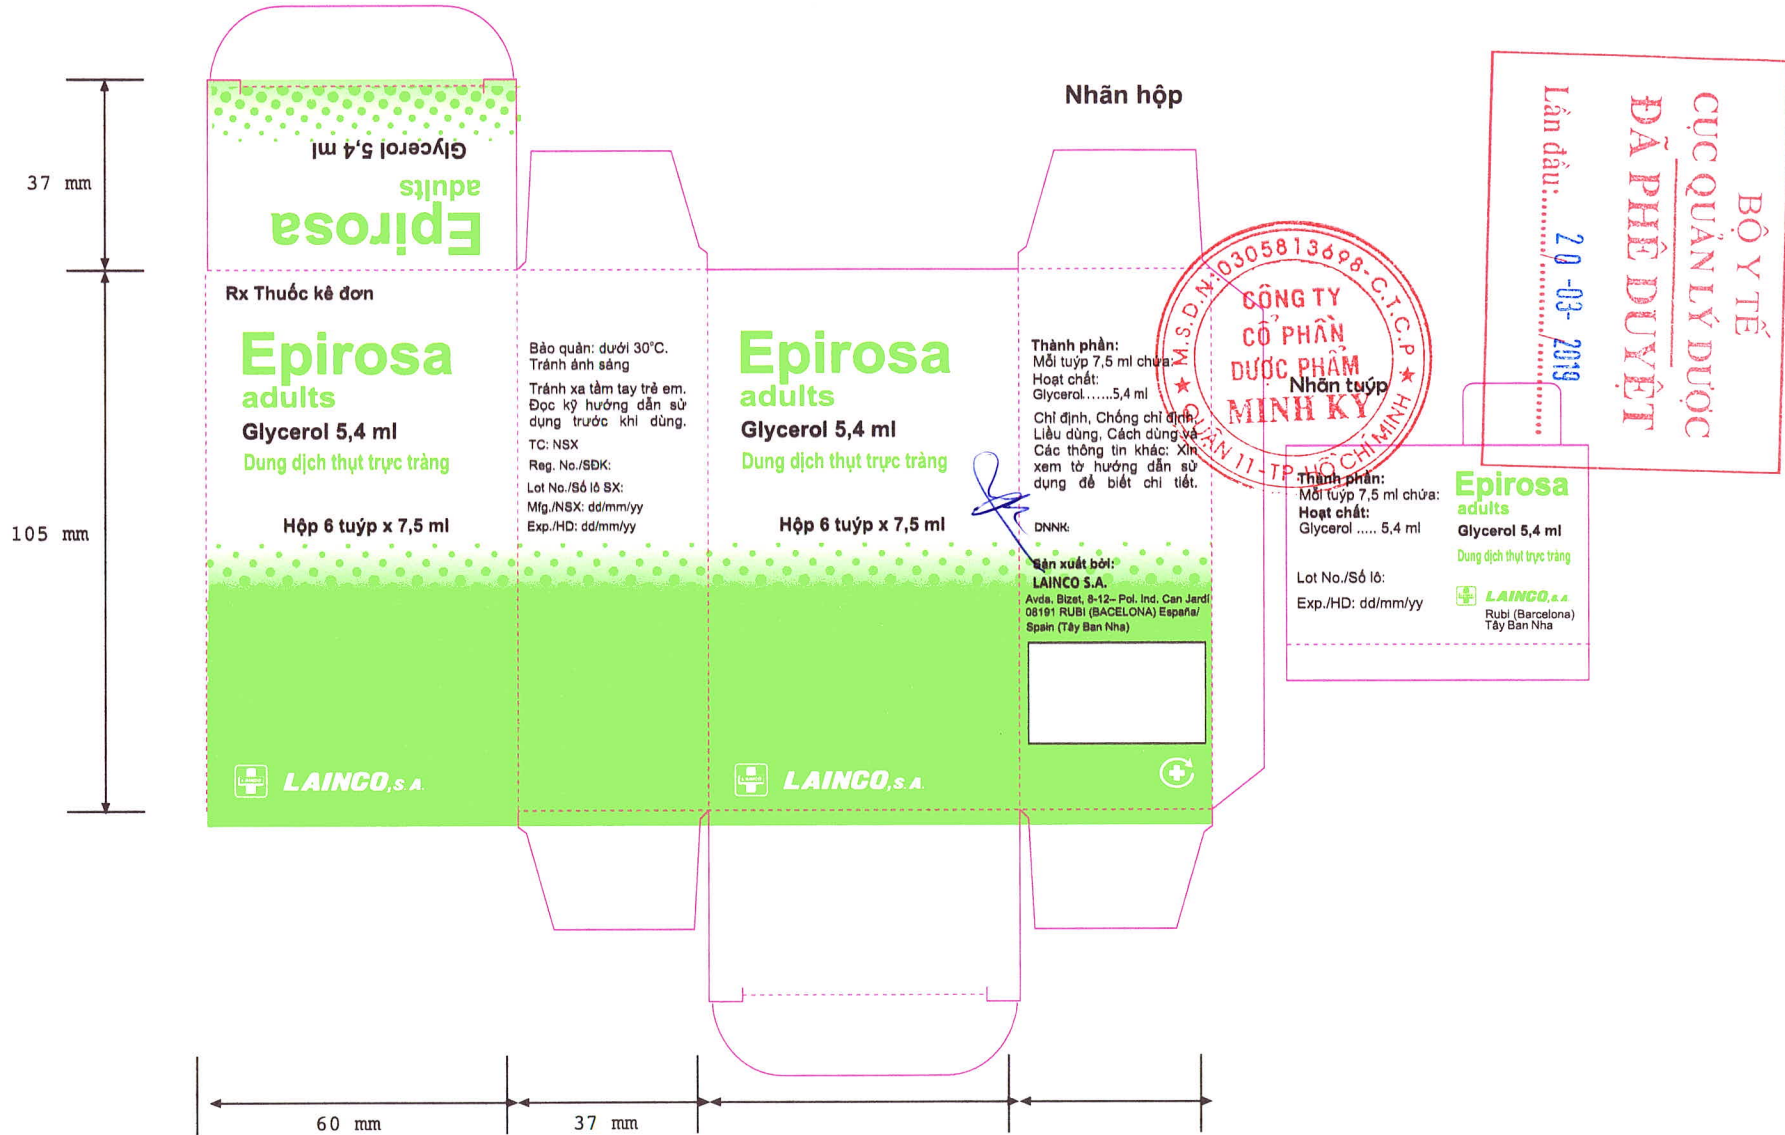 Nhãn hộp
37 mm
105 mm
60 mm
37 mm
Glycerol 5,4 ml
adults
Epirosa
Rx Thuốc kê đơn
Epirosa
adults
Glycerol 5,4 ml
Dung dịch thụt trực tràng
Hộp 6 tuýp x 7,5 ml
LAINCO, S.A.
Bảo quản: dưới 30°C.
Tránh ánh sáng
Tránh xa tầm tay trẻ em.
Đọc kỹ hướng dẫn sử
dụng trước khi dùng.
TC: NSX
Reg. No./SĐK:
Lot No./Số lô SX:
Mfg./NSX: dd/mm/yy
Exp./HD: dd/mm/yy
Epirosa
adults
Glycerol 5,4 ml
Dung dịch thụt trực tràng
Hộp 6 tuýp x 7,5 ml
LAINCO, S.A.
Thành phần:
Mỗi tuýp 7,5 ml chứa:
Hoạt chất:
Glycerol.......5,4 ml
Chỉ định, Chống chỉ định,
Liều dùng, Cách dùng và
Các thông tin khác: Xin
xem tờ hướng dẫn sử
dụng để biết chi tiết.
DNNK:
Sản xuất bởi:
LAINCO S.A.
Avda. Bizet, 8-12– Pol. Ind. Can Jardí
08191 RUBI (BACELONA) España/
Spain (Tây Ban Nha)
M.S.D.N: 0305813698-C.T.C.P
CÔNG TY
CỔ PHẦN
DƯỢC PHẨM
MINH KỲ
QUẬN 11 - TP. HỒ CHÍ MINH
Nhãn tuýp
Thành phần:
Mỗi tuýp 7,5 ml chứa:
Hoạt chất:
Glycerol ..... 5,4 ml
Lot No./Số lô:
Exp./HD: dd/mm/yy
Epirosa
adults
Glycerol 5,4 ml
Dung dịch thụt trực tràng
LAINCO, S.A.
Rubi (Barcelona)
Tây Ban Nha
BỘ Y TẾ
CỤC QUẢN LÝ DƯỢC
ĐÃ PHÊ DUYỆT
Lần đầu: 20-03-2019